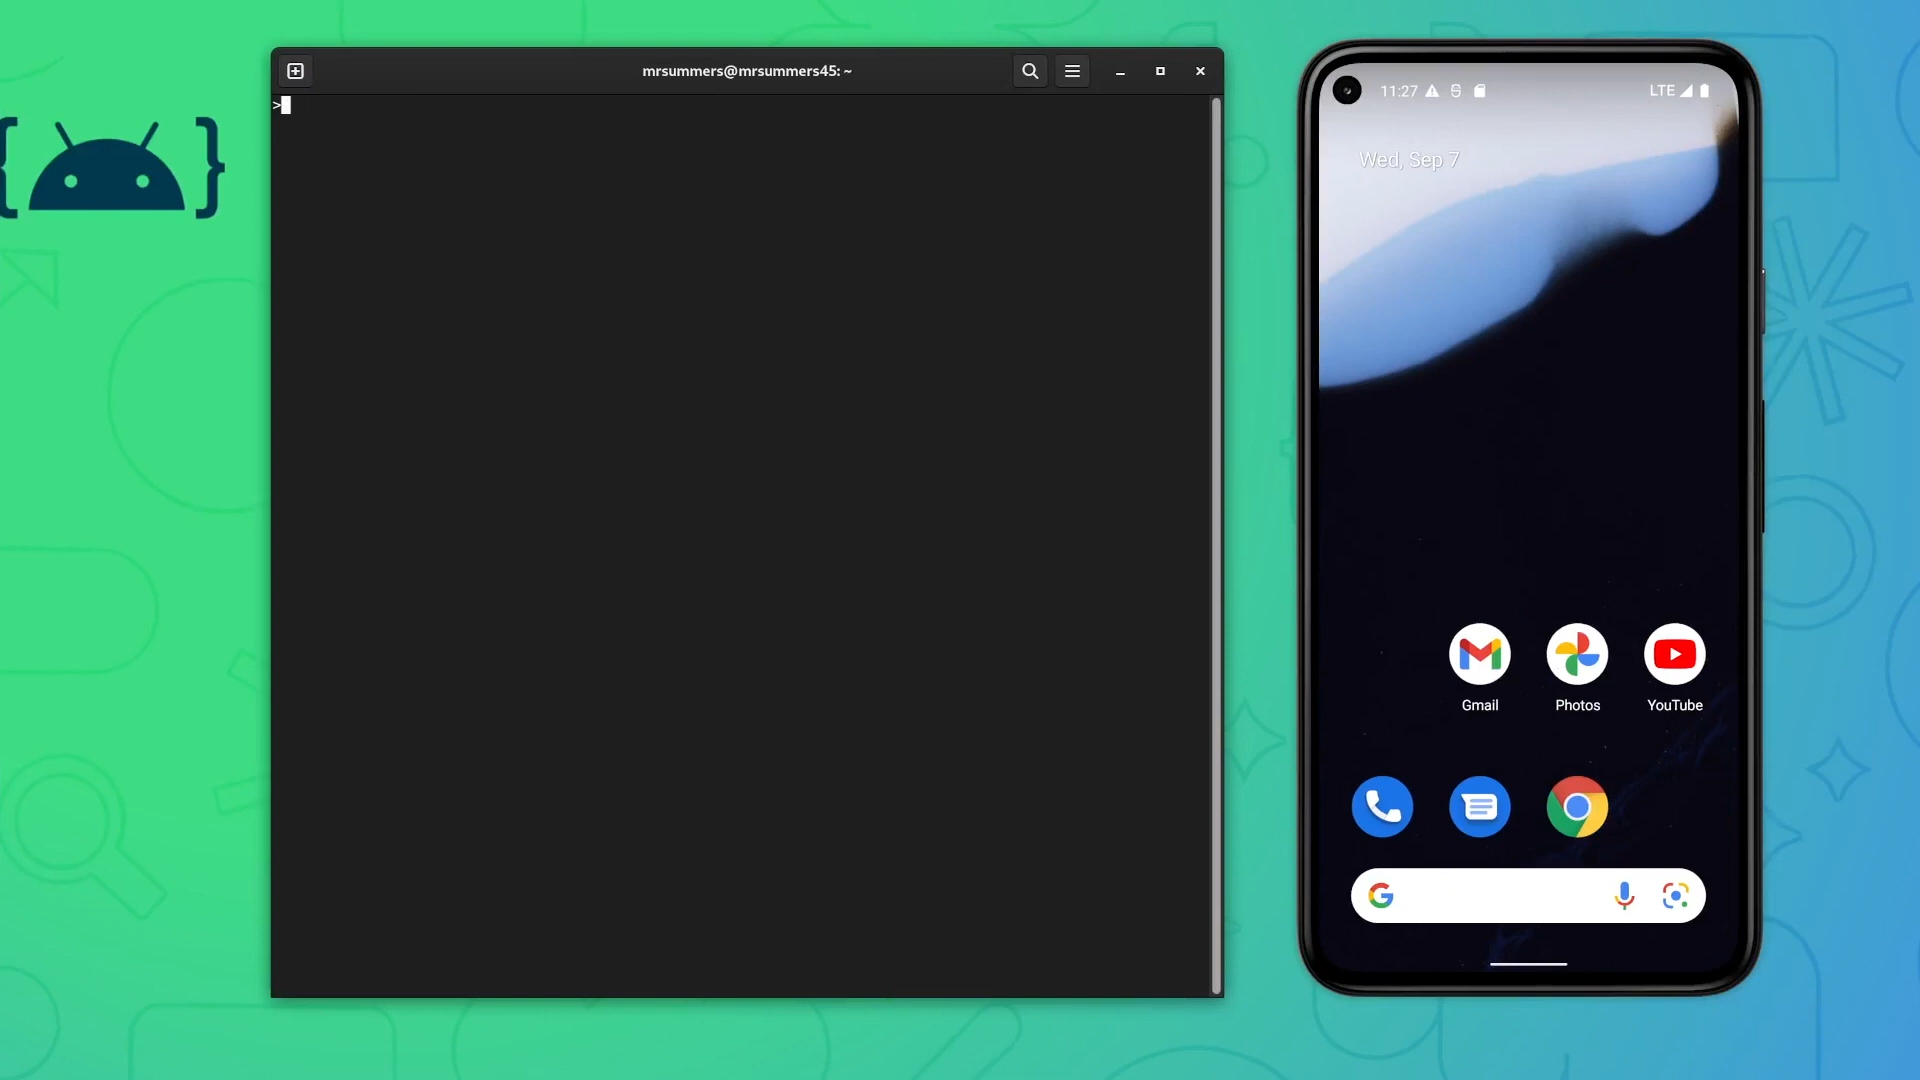 mrsummers@mrsummers45: ~
>
11:27
LTE
Wed, Sep 7
Gmail
Photos
YouTube